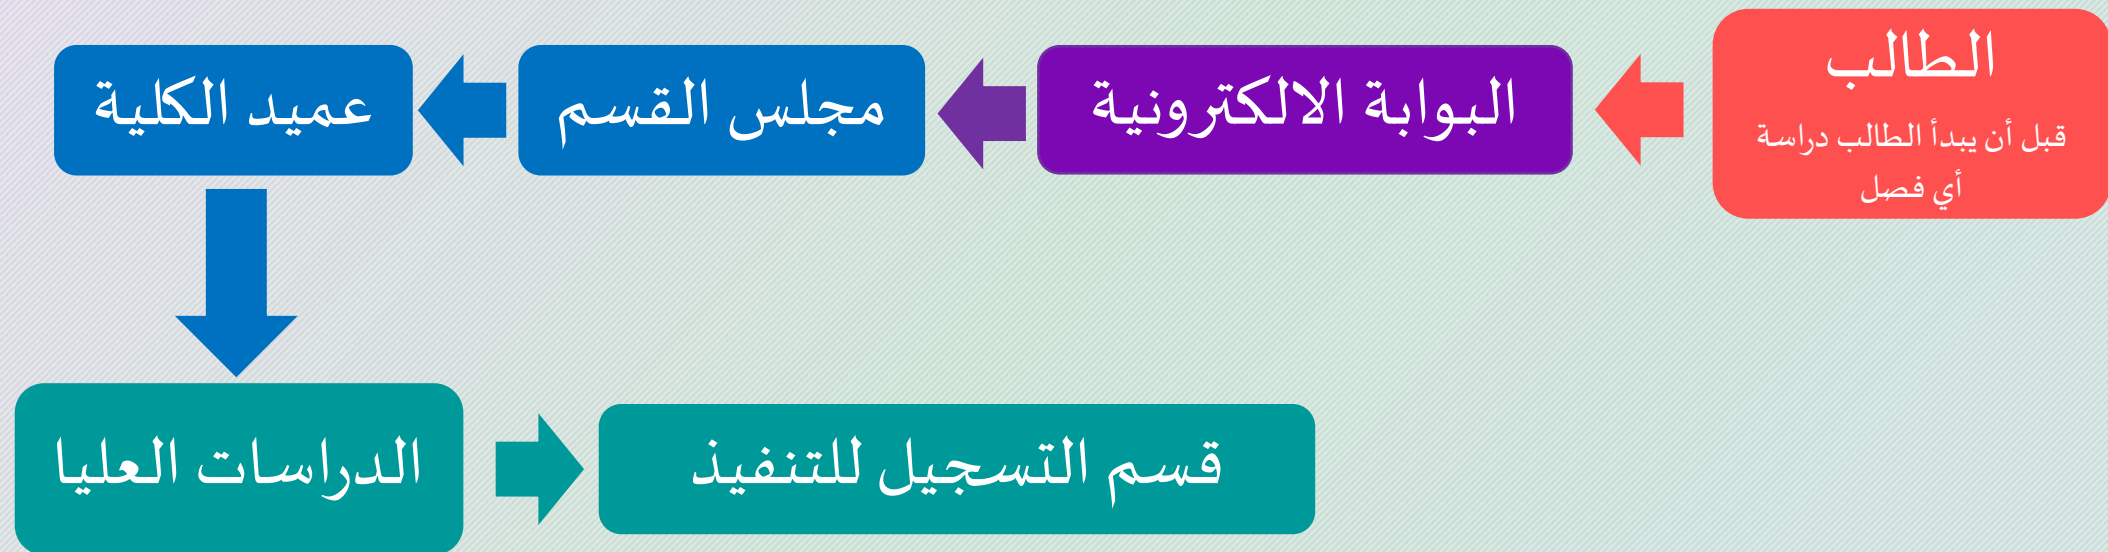 الطالب
قبل أن يبدأ الطالب دراسة
أي فصل
البوابة الالكترونية
مجلس القسم
عميد الكلية
الدراسات العليا
قسم التسجيل للتنفيذ